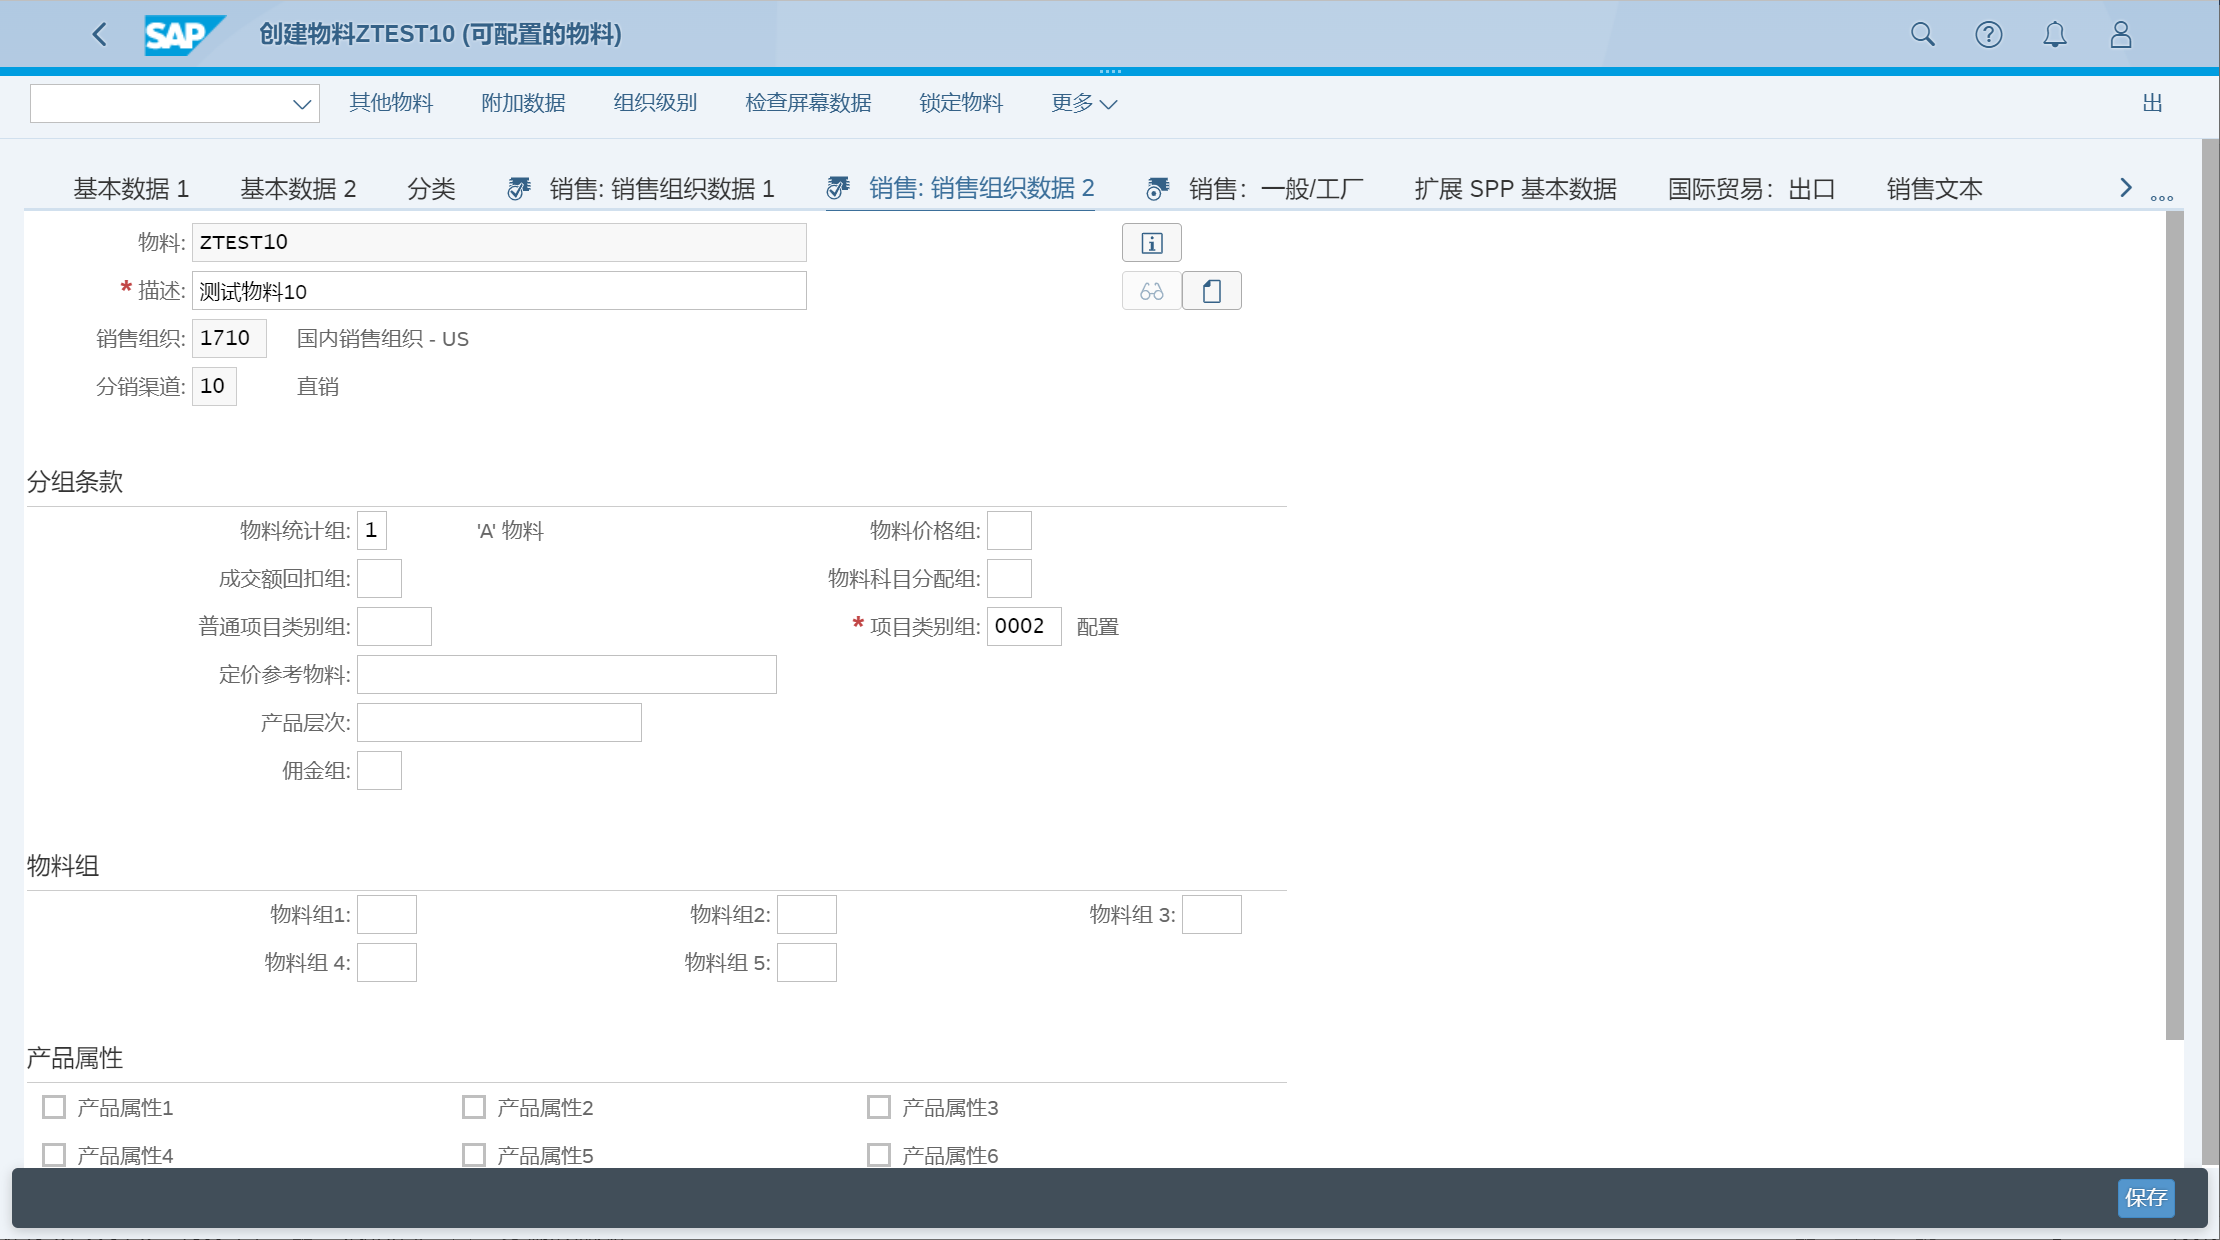 SAP 创建物料ZTEST10 (可配置的物料)
其他物料 附加数据 组织级别 检查屏幕数据 锁定物料 更多 出
基本数据 1 基本数据 2 分类 销售: 销售组织数据 1 销售: 销售组织数据 2 销售：一般/工厂 扩展 SPP 基本数据 国际贸易：出口 销售文本
物料: ZTEST10
* 描述: 测试物料10
销售组织: 1710 国内销售组织 - US
分销渠道: 10 直销
分组条款
物料统计组: 1 'A' 物料 物料价格组:
成交额回扣组: 物料科目分配组:
普通项目类别组: * 项目类别组: 0002 配置
定价参考物料:
产品层次:
佣金组:
物料组
物料组1: 物料组2: 物料组 3:
物料组 4: 物料组 5:
产品属性
产品属性1 产品属性2 产品属性3
产品属性4 产品属性5 产品属性6
保存